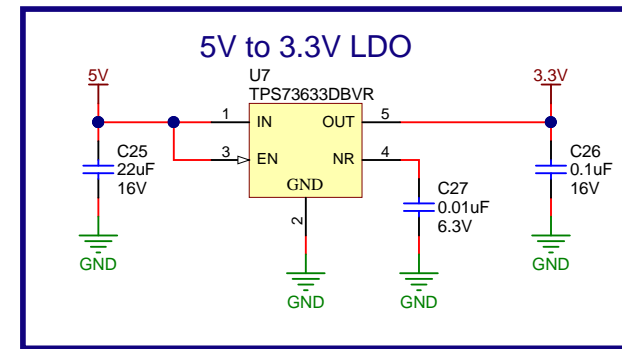 5V to 3.3V LDO
5V
U7
TPS73633DBVR
3.3V
1
IN
OUT
5
C25
22uF
16V
3
EN
NR
4
GND
2
C27
0.01uF
6.3V
C26
0.1uF
16V
GND
GND
GND
GND